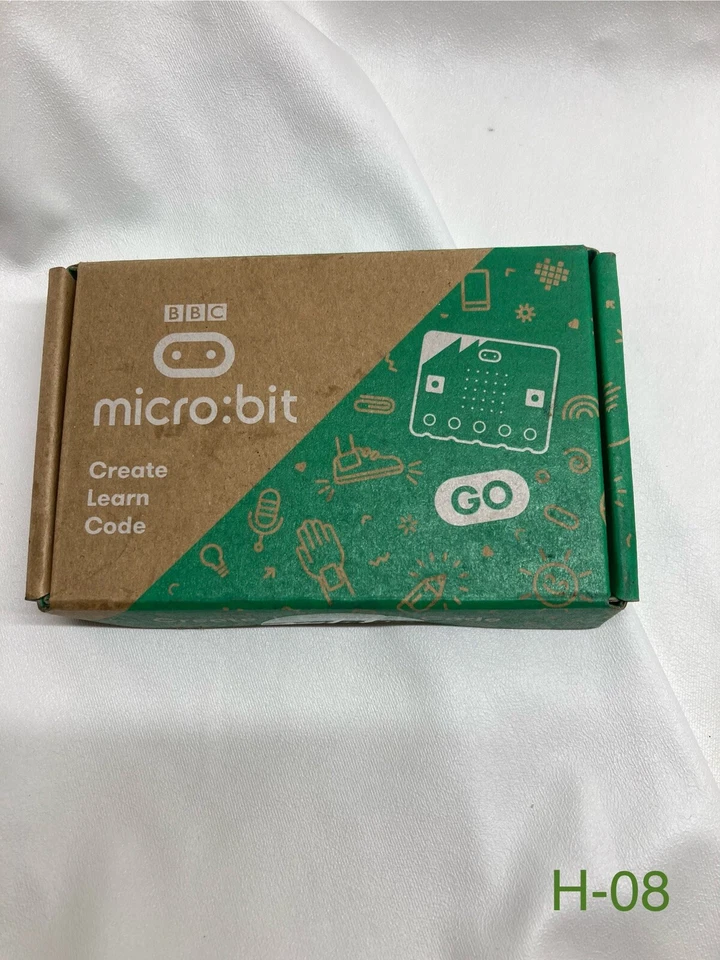 BBC
micro:bit
Create
Learn
Code
GO
H-08